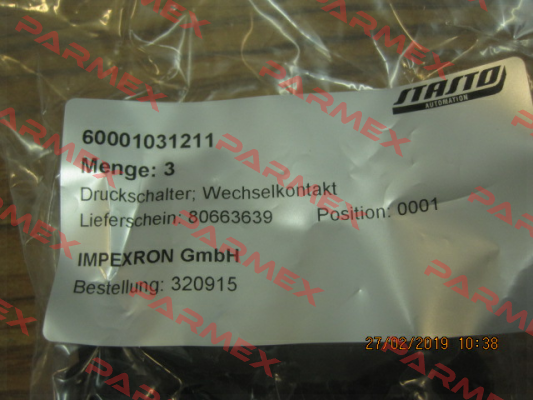 STASTO
AUTOMATION
60001031211
Menge: 3
Druckschalter; Wechselkontakt
Lieferschein: 80663639 Position: 0001
IMPEXRON GmbH
Bestellung: 320915
27/02/2019 10:38
PARMEX